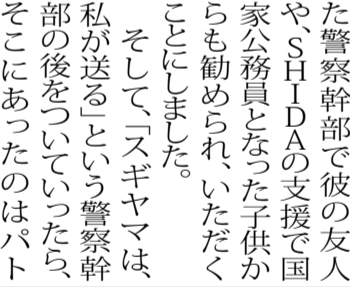 た警察幹部で彼の友人
や、SHIDAの支援で国
家公務員となった子供か
らも勧められ、いただく
ことにしました。
そして、「スギヤマは、
私が送る」という警察幹
部の後をついていったら、
そこにあったのはパト